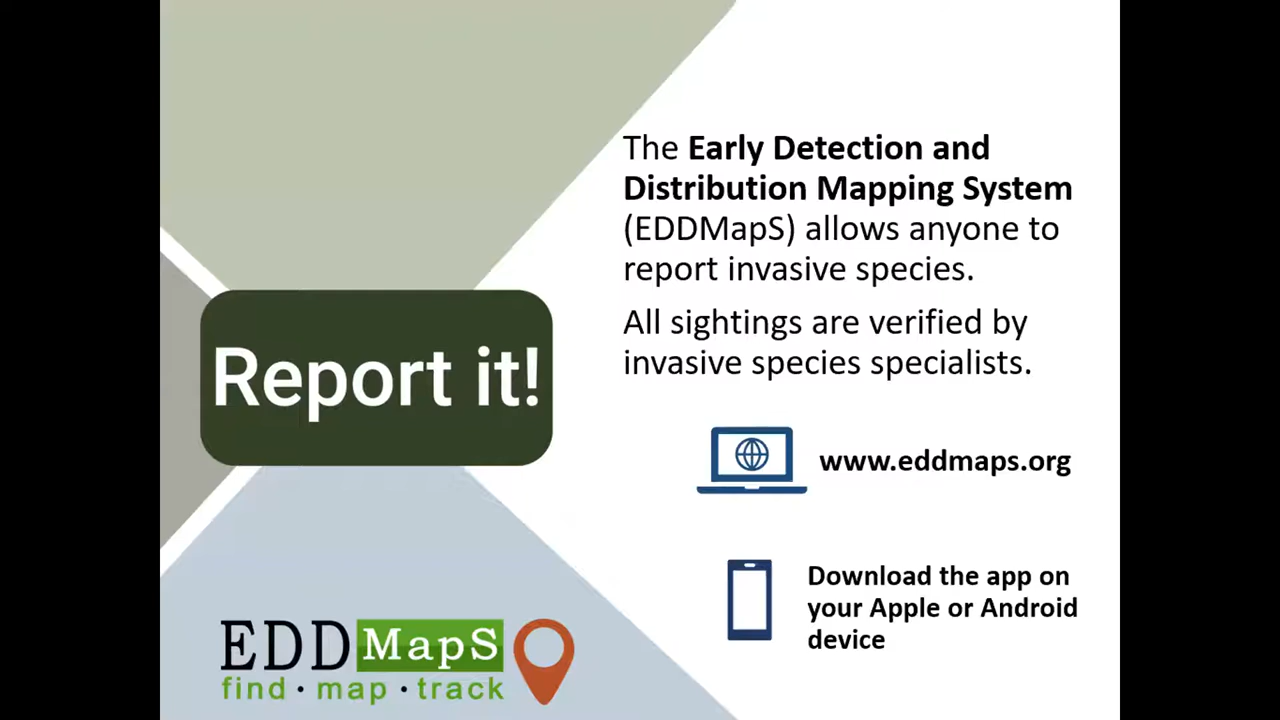 The Early Detection and
Distribution Mapping System
(EDDMapS) allows anyone to
report invasive species.
All sightings are verified by
invasive species specialists.
Report it!
www.eddmaps.org
Download the app on
your Apple or Android
device
EDDMapS
find · map · track